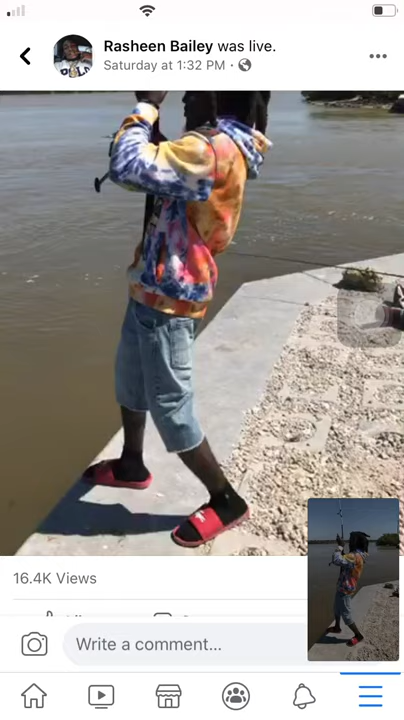 Rasheen Bailey was live.
Saturday at 1:32 PM ·
16.4K Views
Write a comment...